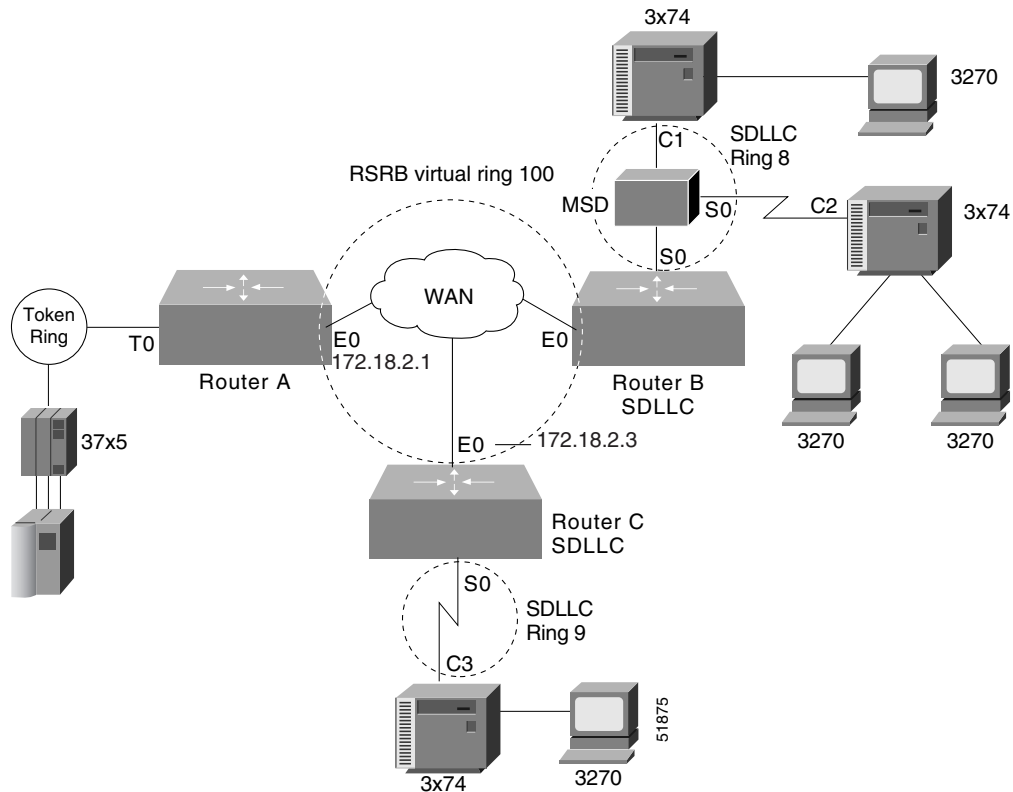 3x74
3270
C1
SDLLC
Ring 8
RSRB virtual ring 100
MSD
S0
C2
3x74
S0
Token
Ring
WAN
T0
E0
172.18.2.1
E0
Router A
Router B
SDLLC
37x5
E0
172.18.2.3
3270
3270
Router C
SDLLC
S0
SDLLC
Ring 9
C3
51875
3x74
3270